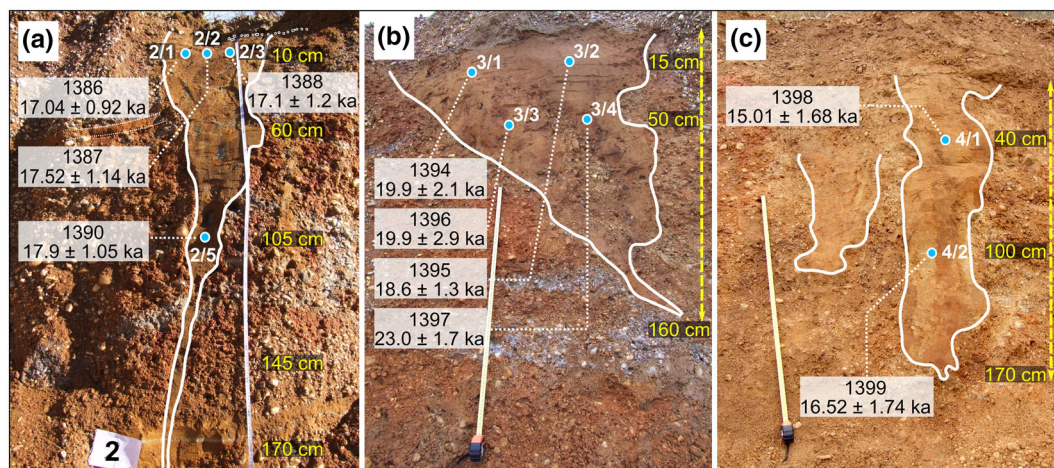 (a)
2/1
2/2
2/3
10 cm
1386
17.04 ± 0.92 ka
1388
17.1 ± 1.2 ka
60 cm
1387
17.52 ± 1.14 ka
1390
17.9 ± 1.05 ka
2/5
105 cm
145 cm
2
170 cm
(b)
3/1
3/2
15 cm
3/3
3/4
50 cm
1394
19.9 ± 2.1 ka
1396
19.9 ± 2.9 ka
1395
18.6 ± 1.3 ka
1397
23.0 ± 1.7 ka
160 cm
(c)
1398
15.01 ± 1.68 ka
4/1
40 cm
4/2
100 cm
1399
16.52 ± 1.74 ka
170 cm